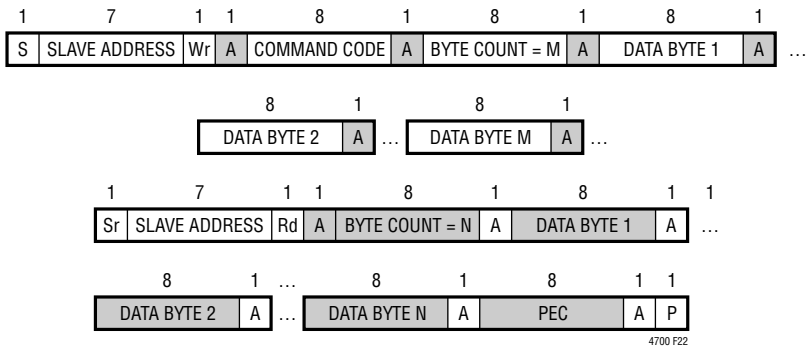 1 7 1 1 8 1 8 1 8 1
S SLAVE ADDRESS Wr A COMMAND CODE A BYTE COUNT = M A DATA BYTE 1 A …
8 1 8 1
DATA BYTE 2 A … DATA BYTE M A …
1 7 1 1 8 1 8 1 1
Sr SLAVE ADDRESS Rd A BYTE COUNT = N A DATA BYTE 1 A …
8 1 … 8 1 8 1 1
DATA BYTE 2 A … DATA BYTE N A PEC A P
4700 F22